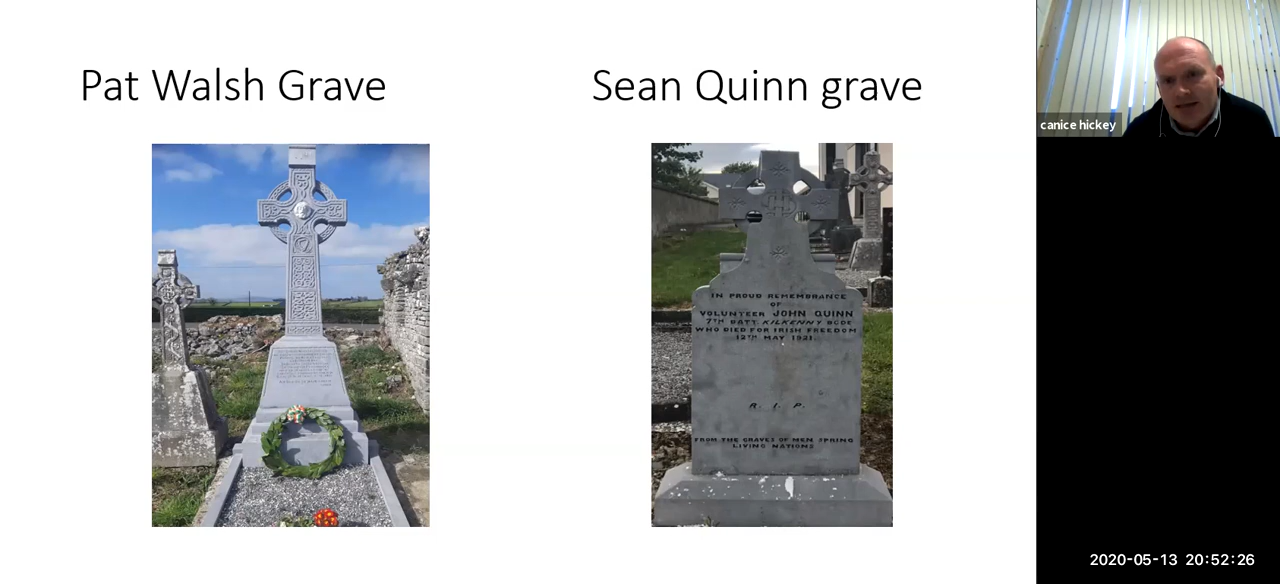 Pat Walsh Grave
Sean Quinn grave
IN PROUD REMEMBRANCE
OF
VOLUNTEER JOHN QUINN
7TH BATT KILKENNY BGDE
WHO DIED FOR IRISH FREEDOM
12TH MAY 1921.
R. I. P.
FROM THE GRAVES OF MEN SPRING
LIVING NATIONS
canice hickey
2020-05-13 20:52:26